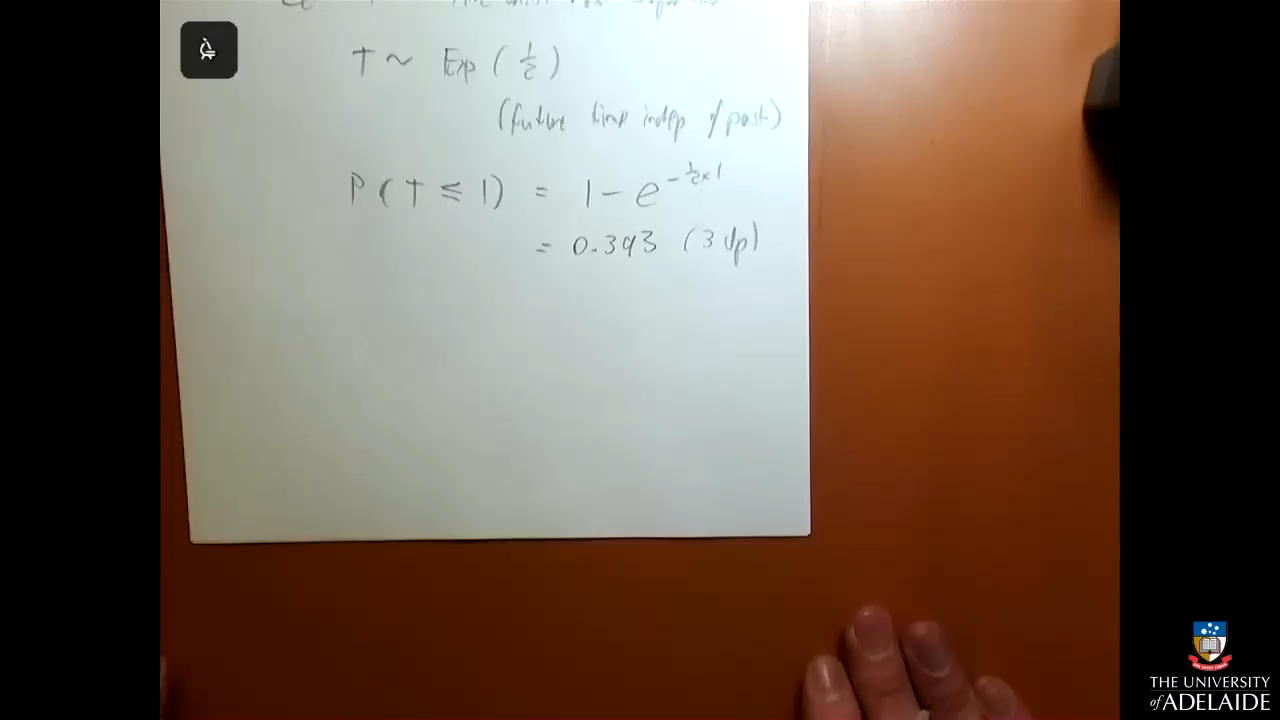 T ~ Exp ( 1/2 )
(future time indep of past)
P ( T ≤ 1) = 1 - e^{-1/2×1}
= 0.393 (3 dp)
THE UNIVERSITY
of ADELAIDE